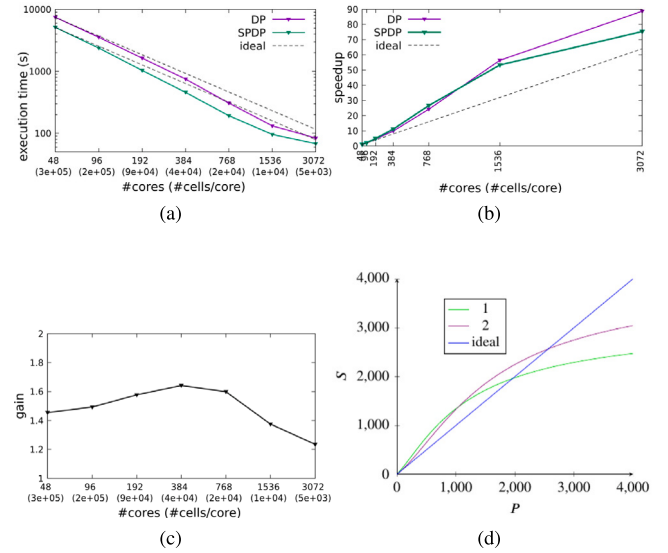 execution time (s)
10000
1000
100
DP
SPDP
ideal
48 96 192 384 768 1536 3072
(3e+05) (2e+05) (9e+04) (4e+04) (2e+04) (1e+04) (5e+03)
#cores (#cells/core)
(a)
speedup
90
80
70
60
50
40
30
20
10
0
DP
SPDP
ideal
48 96 192 384 768 1536 3072
#cores (#cells/core)
(b)
gain
2
1.8
1.6
1.4
1.2
1
48 96 192 384 768 1536 3072
(3e+05) (2e+05) (9e+04) (4e+04) (2e+04) (1e+04) (5e+03)
#cores (#cells/core)
(c)
S
4,000
3,000
2,000
1,000
0
1
2
ideal
0 1,000 2,000 3,000 4,000
P
(d)